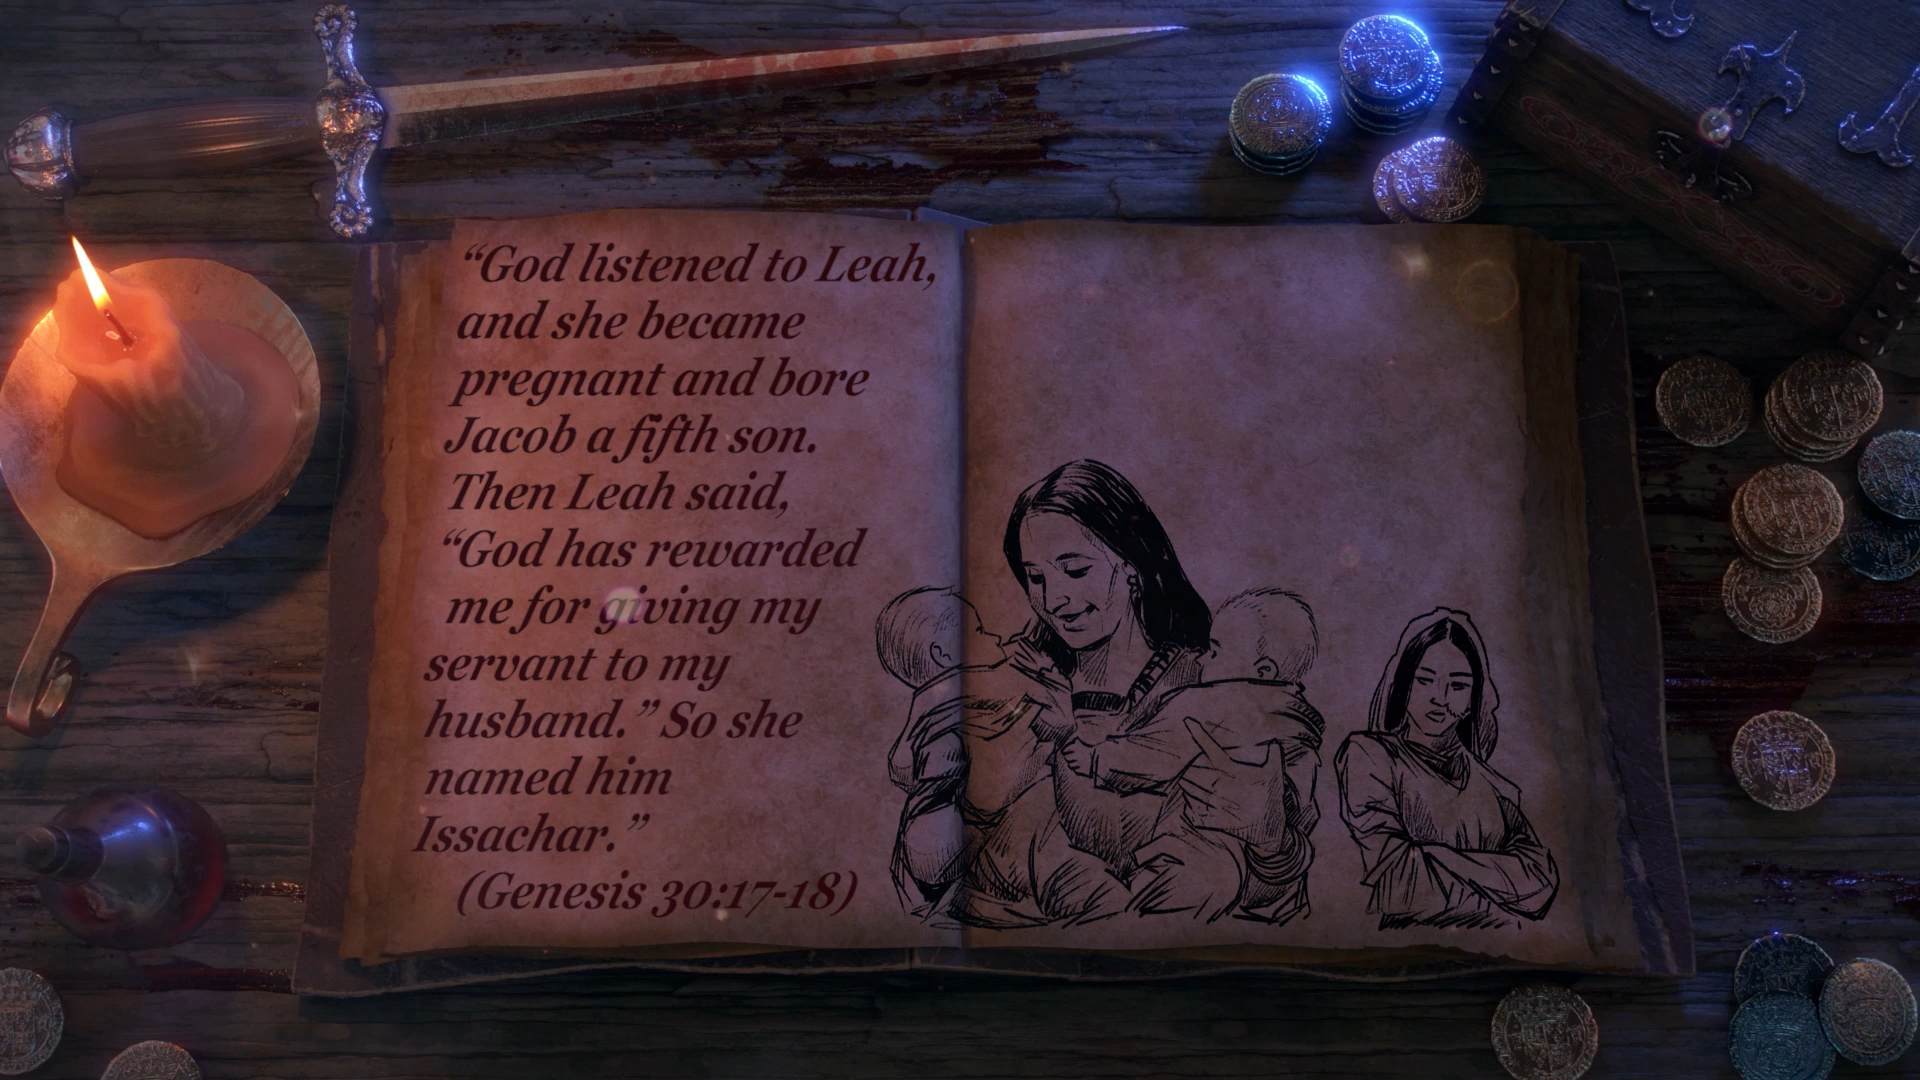 “God listened to Leah,
and she became
pregnant and bore
Jacob a fifth son.
Then Leah said,
“God has rewarded
me for giving my
servant to my
husband.” So she
named him
Issachar.”
(Genesis 30:17-18)